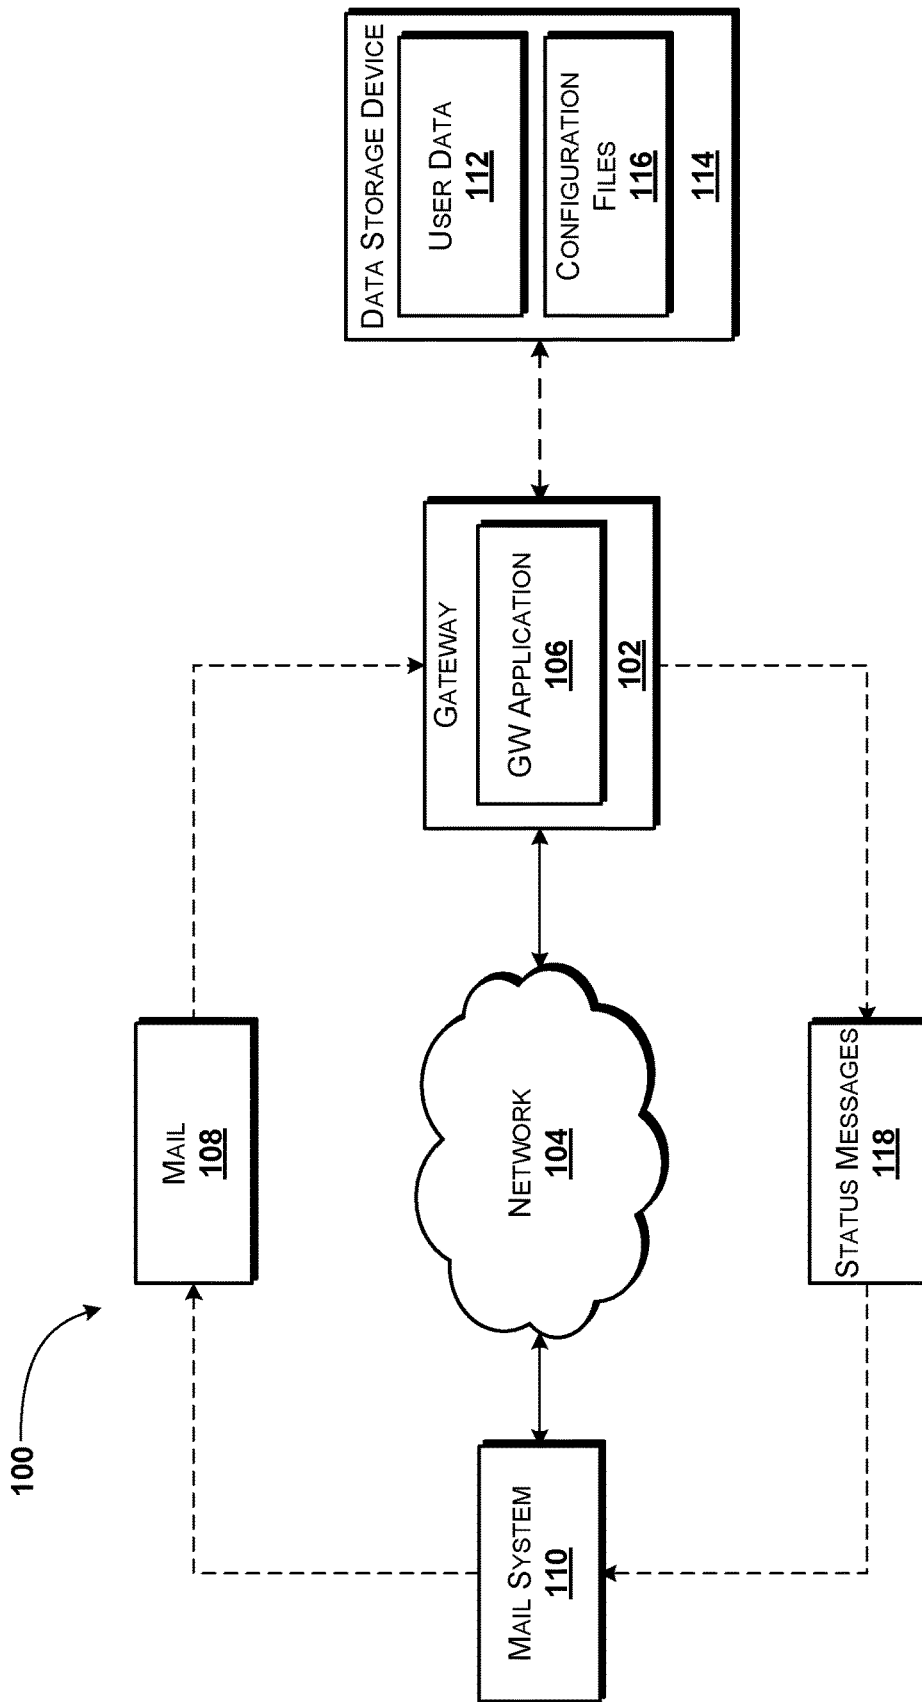 100
MAIL
108
DATA STORAGE DEVICE
USER DATA
112
CONFIGURATION
FILES
116
114
GATEWAY
GW APPLICATION
106
102
NETWORK
104
MAIL SYSTEM
110
STATUS MESSAGES
118